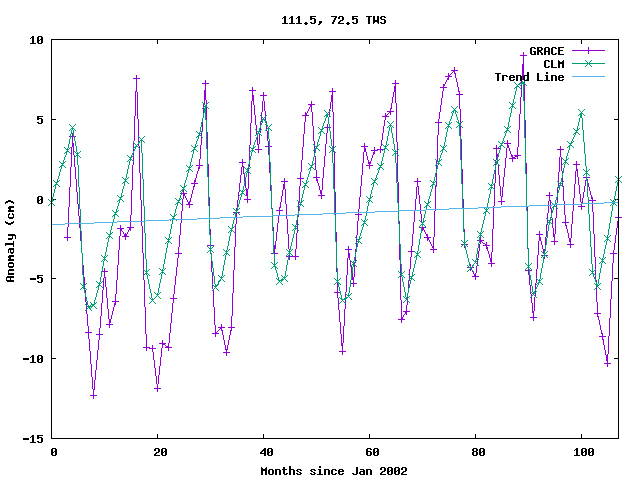 111.5, 72.5 TWS
GRACE
CLM
Trend Line
10
5
0
-5
-10
-15
Anomaly (cm)
0 20 40 60 80 100
Months since Jan 2002